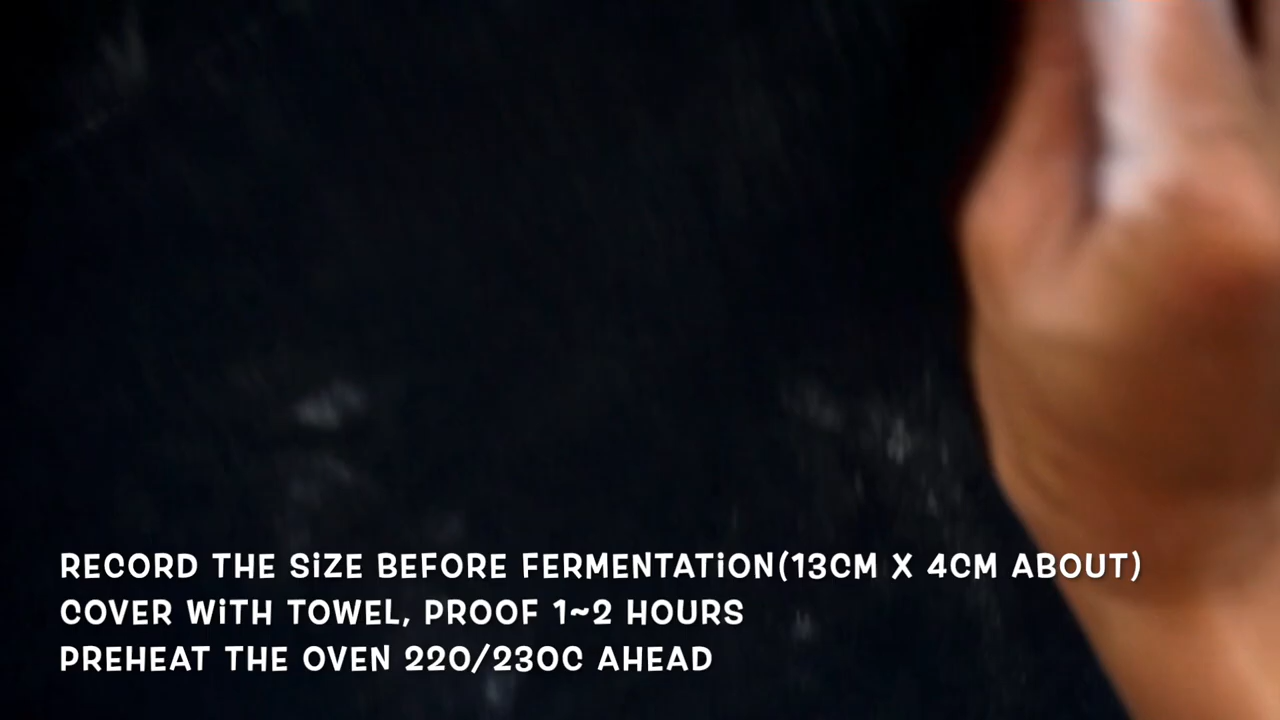 RECORD THE SiZE BEFORE FERMENTATiON(13CM X 4CM ABOUT)
COVER WiTH TOWEL, PROOF 1~2 HOURS
PREHEAT THE OVEN 220/230C AHEAD